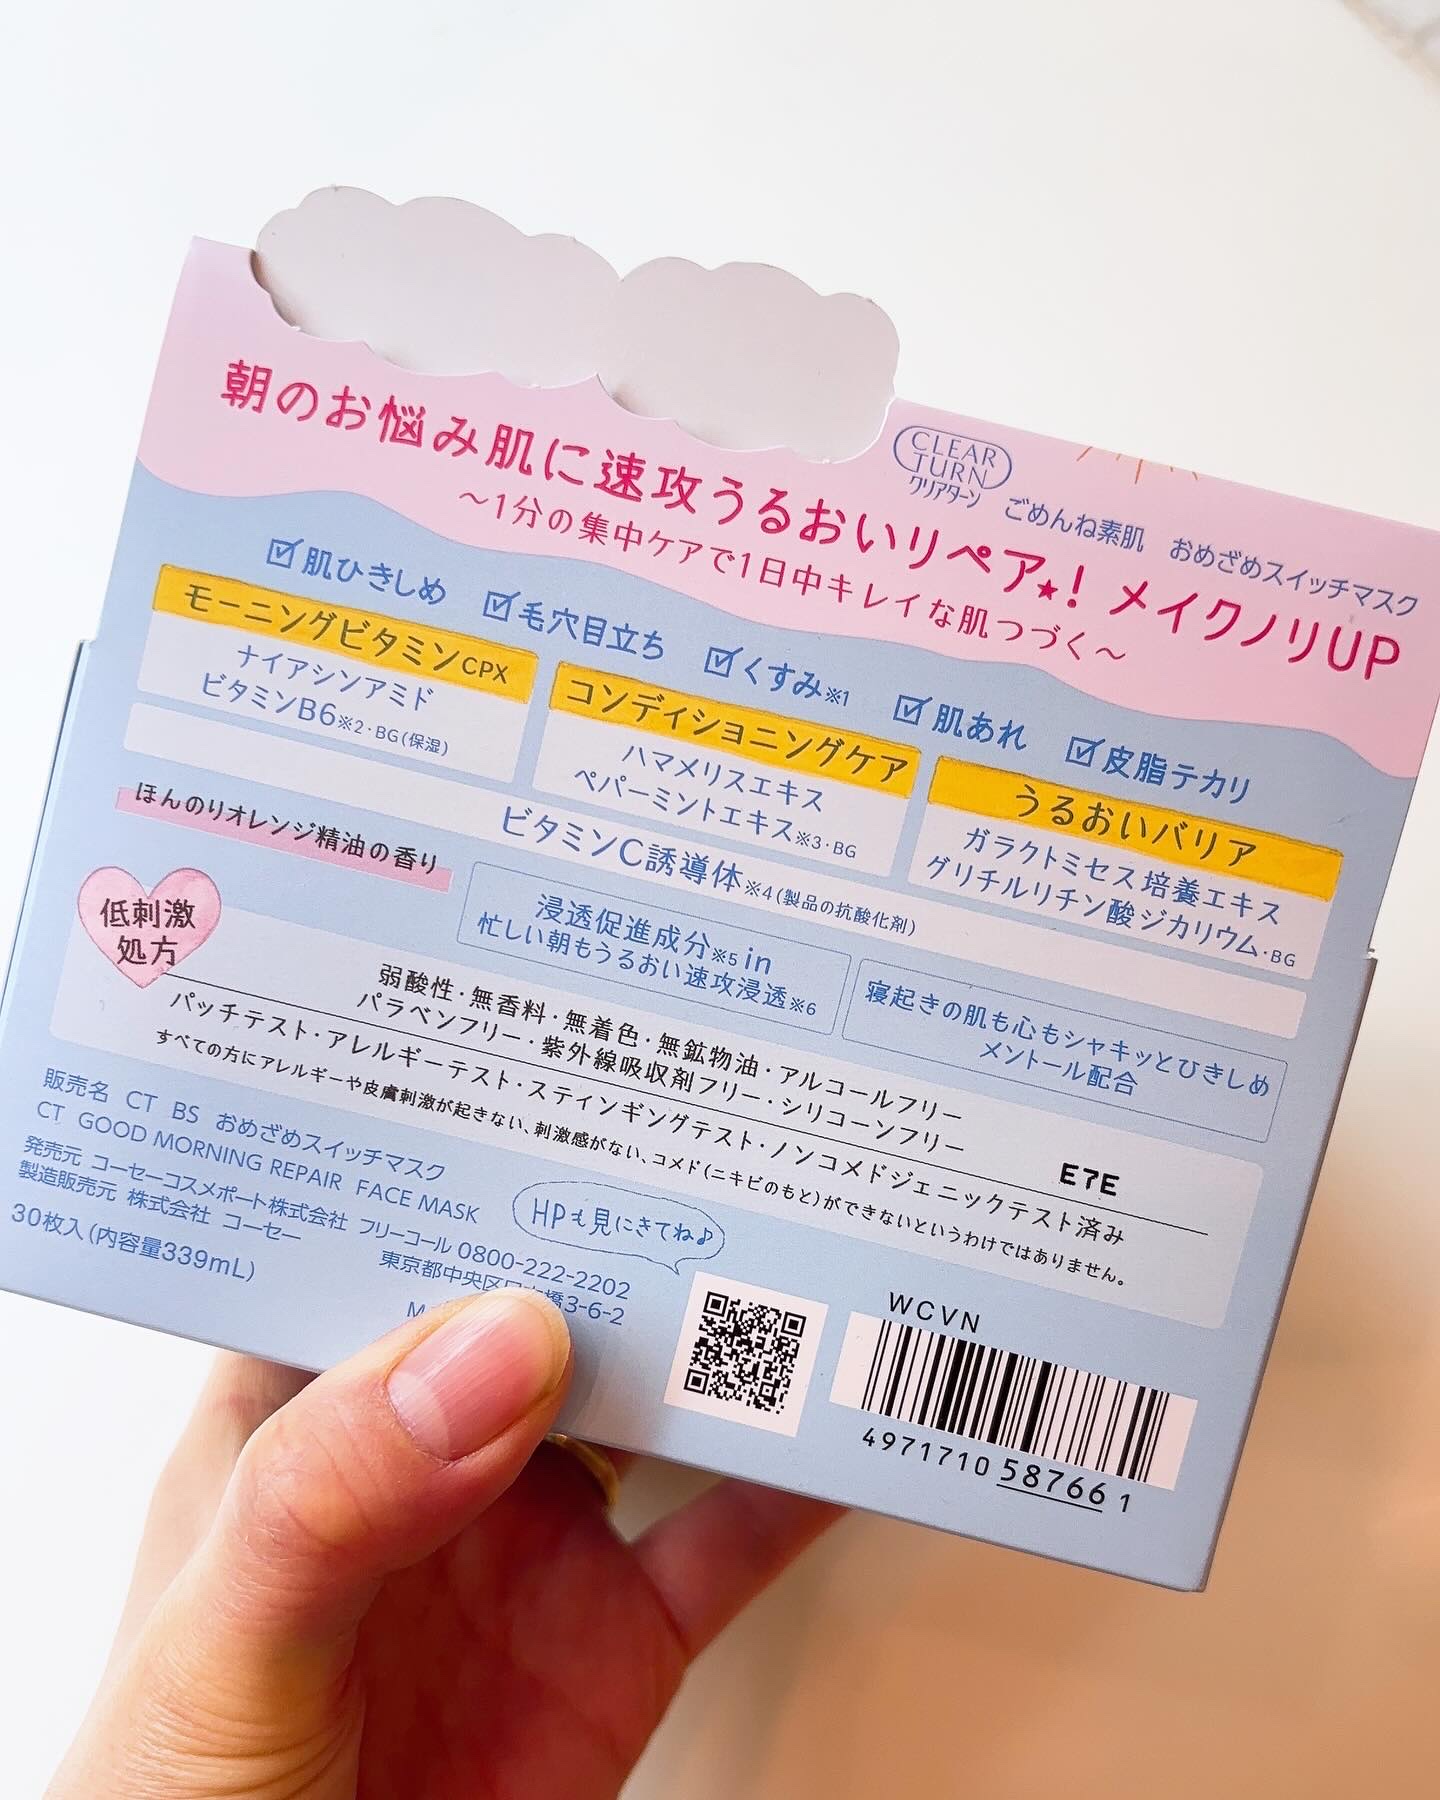 朝のお悩み肌に速攻うるおいリペア★！メイクノリUP
～1分の集中ケアで1日中キレイな肌つづく～
CLEAR
TURN
クリアターン
ごめんね素肌 おめざめスイッチマスク
☑肌ひきしめ ☑毛穴目立ち ☑くすみ※1 ☑肌あれ ☑皮脂テカリ
モーニングビタミンCPX
ナイアシンアミド
ビタミンB6※2・BG(保湿)
コンディショニングケア
ハマメリスエキス
ペパーミントエキス※3・BG
うるおいバリア
ガラクトミセス培養エキス
グリチルリチン酸ジカリウム・BG
ビタミンC誘導体※4(製品の抗酸化剤)
ほんのりオレンジ精油の香り
浸透促進成分※5 in
忙しい朝もうるおい速攻浸透※6
寝起きの肌も心もシャキッとひきしめ
メントール配合
低刺激
処方
弱酸性・無香料・無着色・無鉱物油・アルコールフリー
パラベンフリー・紫外線吸収剤フリー・シリコーンフリー
パッチテスト・アレルギーテスト・スティンギングテスト・ノンコメドジェニックテスト済み
すべての方にアレルギーや皮膚刺激が起きない、刺激感がない、コメド(ニキビのもと)ができないというわけではありません。
E7E
販売名 CT BS おめざめスイッチマスク
CT GOOD MORNING REPAIR FACE MASK
発売元 コーセーコスメポート株式会社 フリーコール 0800-222-2202
製造販売元 株式会社 コーセー 東京都中央区日本橋3-6-2
30枚入(内容量339mL)
HPも見にきてね♪
WCVN
4971710 587661